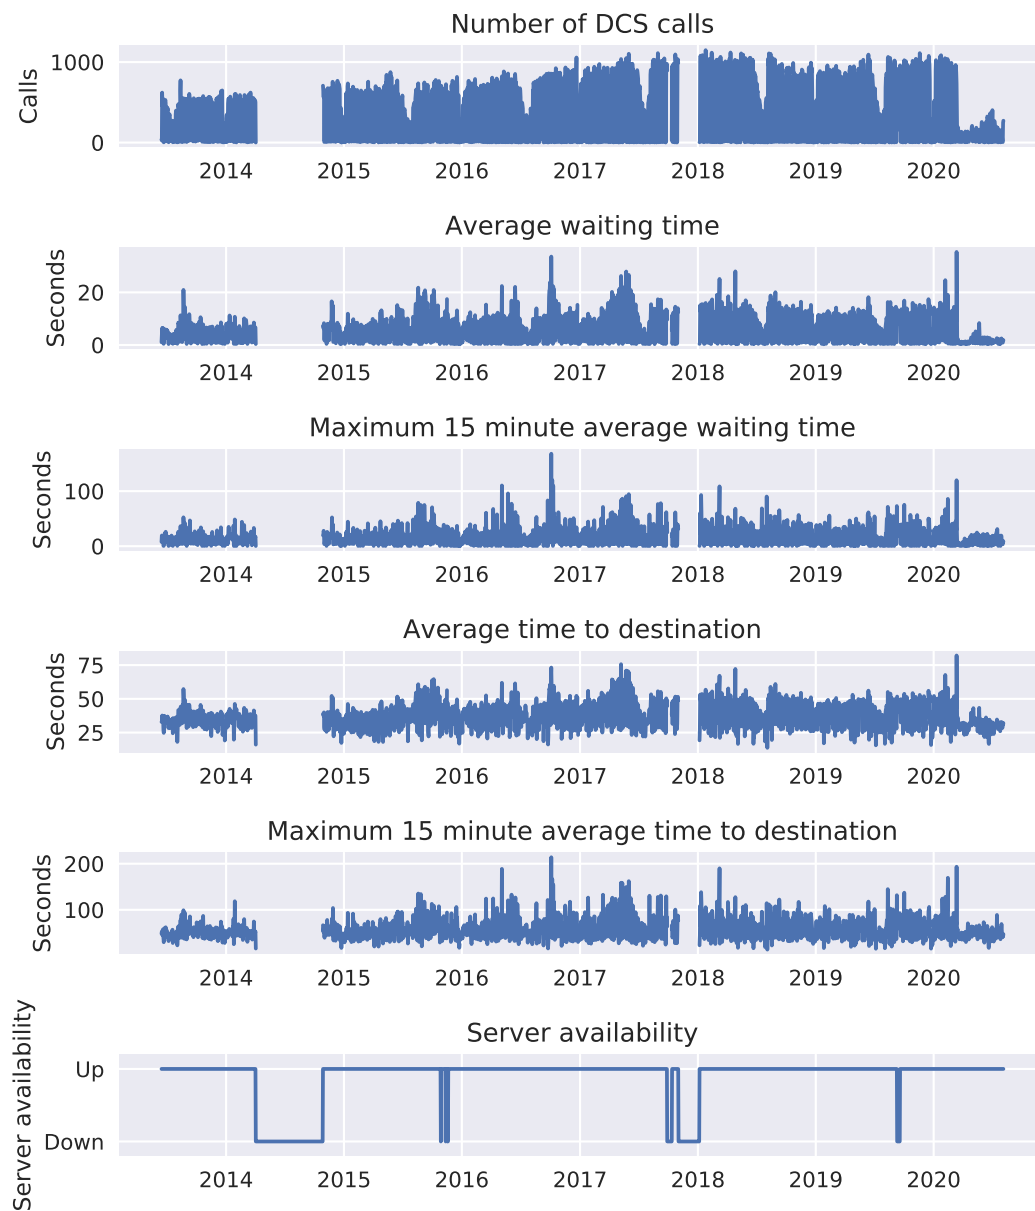 Number of DCS calls
Calls
1000
0
2014 2015 2016 2017 2018 2019 2020
Average waiting time
Seconds
20
0
2014 2015 2016 2017 2018 2019 2020
Maximum 15 minute average waiting time
Seconds
100
0
2014 2015 2016 2017 2018 2019 2020
Average time to destination
Seconds
75
50
25
2014 2015 2016 2017 2018 2019 2020
Maximum 15 minute average time to destination
Seconds
200
100
2014 2015 2016 2017 2018 2019 2020
Server availability
Server availability
Up
Down
2014 2015 2016 2017 2018 2019 2020